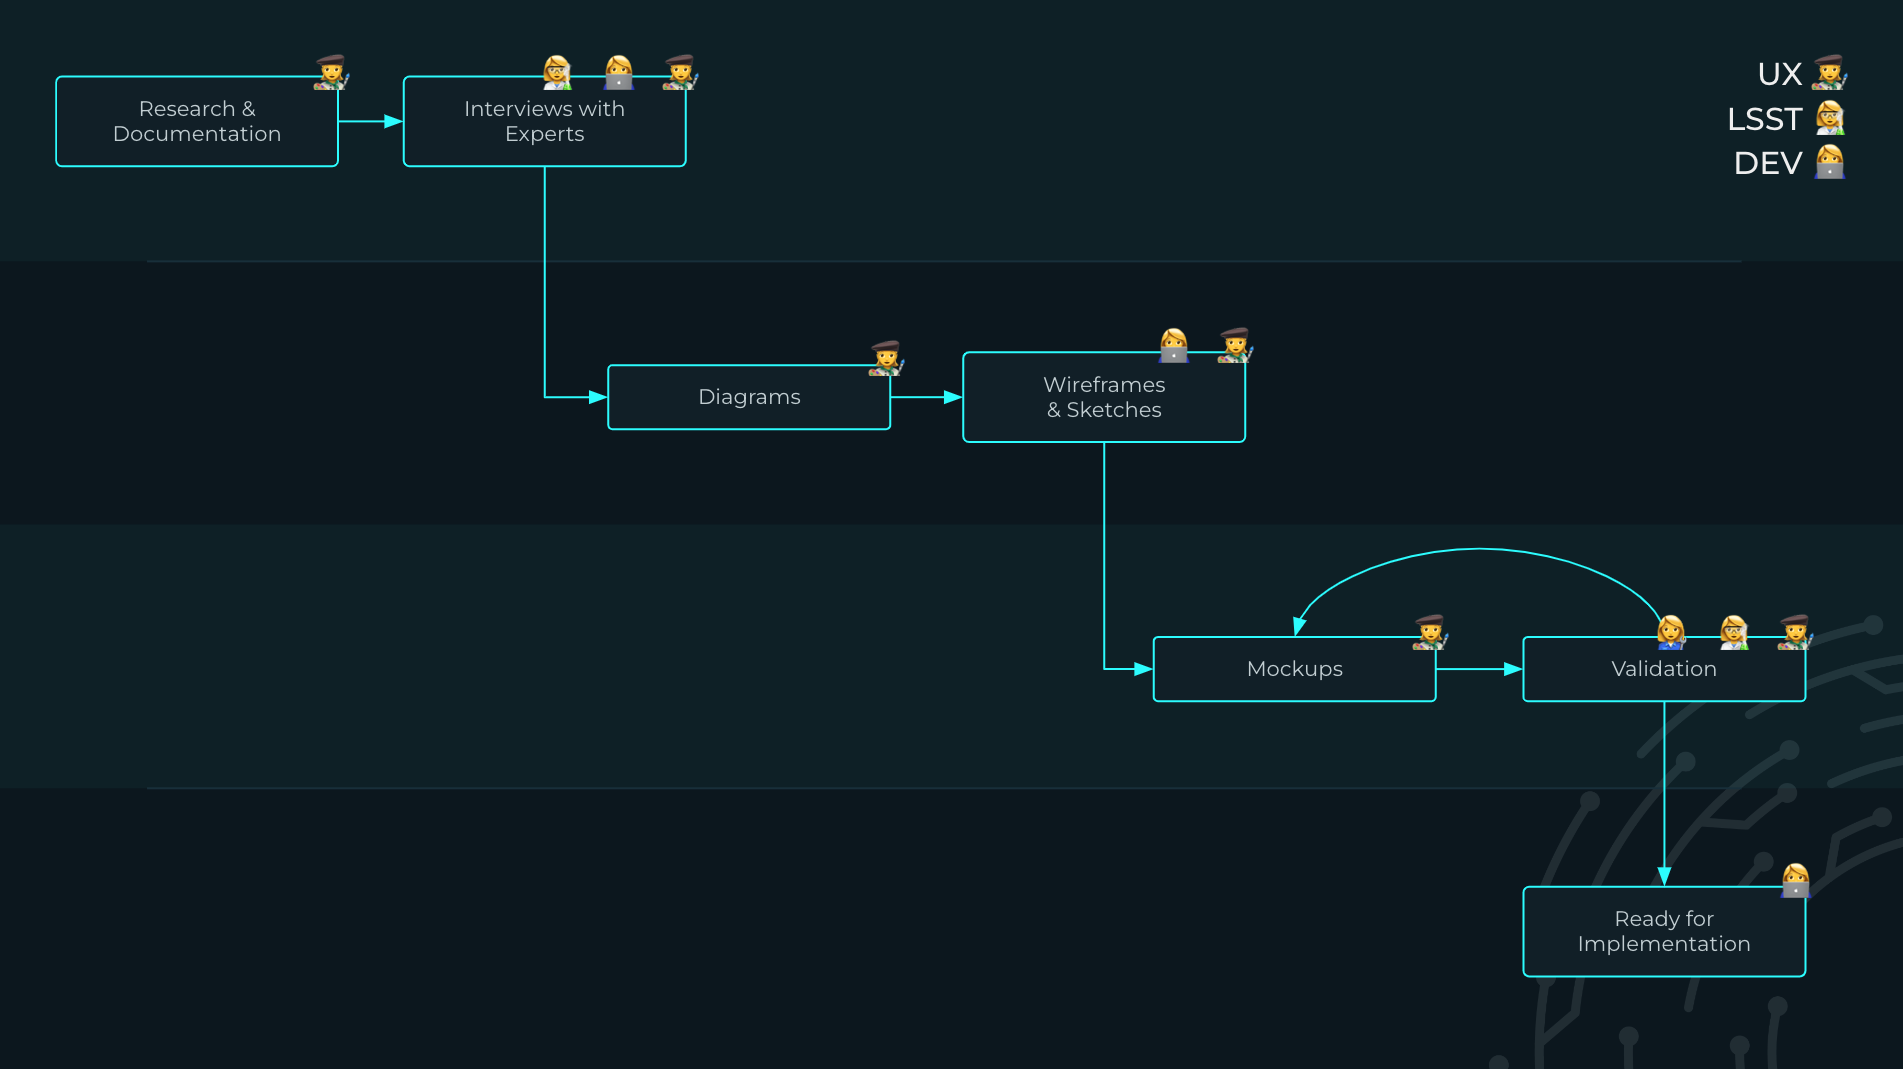 Research &
Documentation
Interviews with
Experts
UX
LSST
DEV
Diagrams
Wireframes
& Sketches
Mockups
Validation
Ready for
Implementation